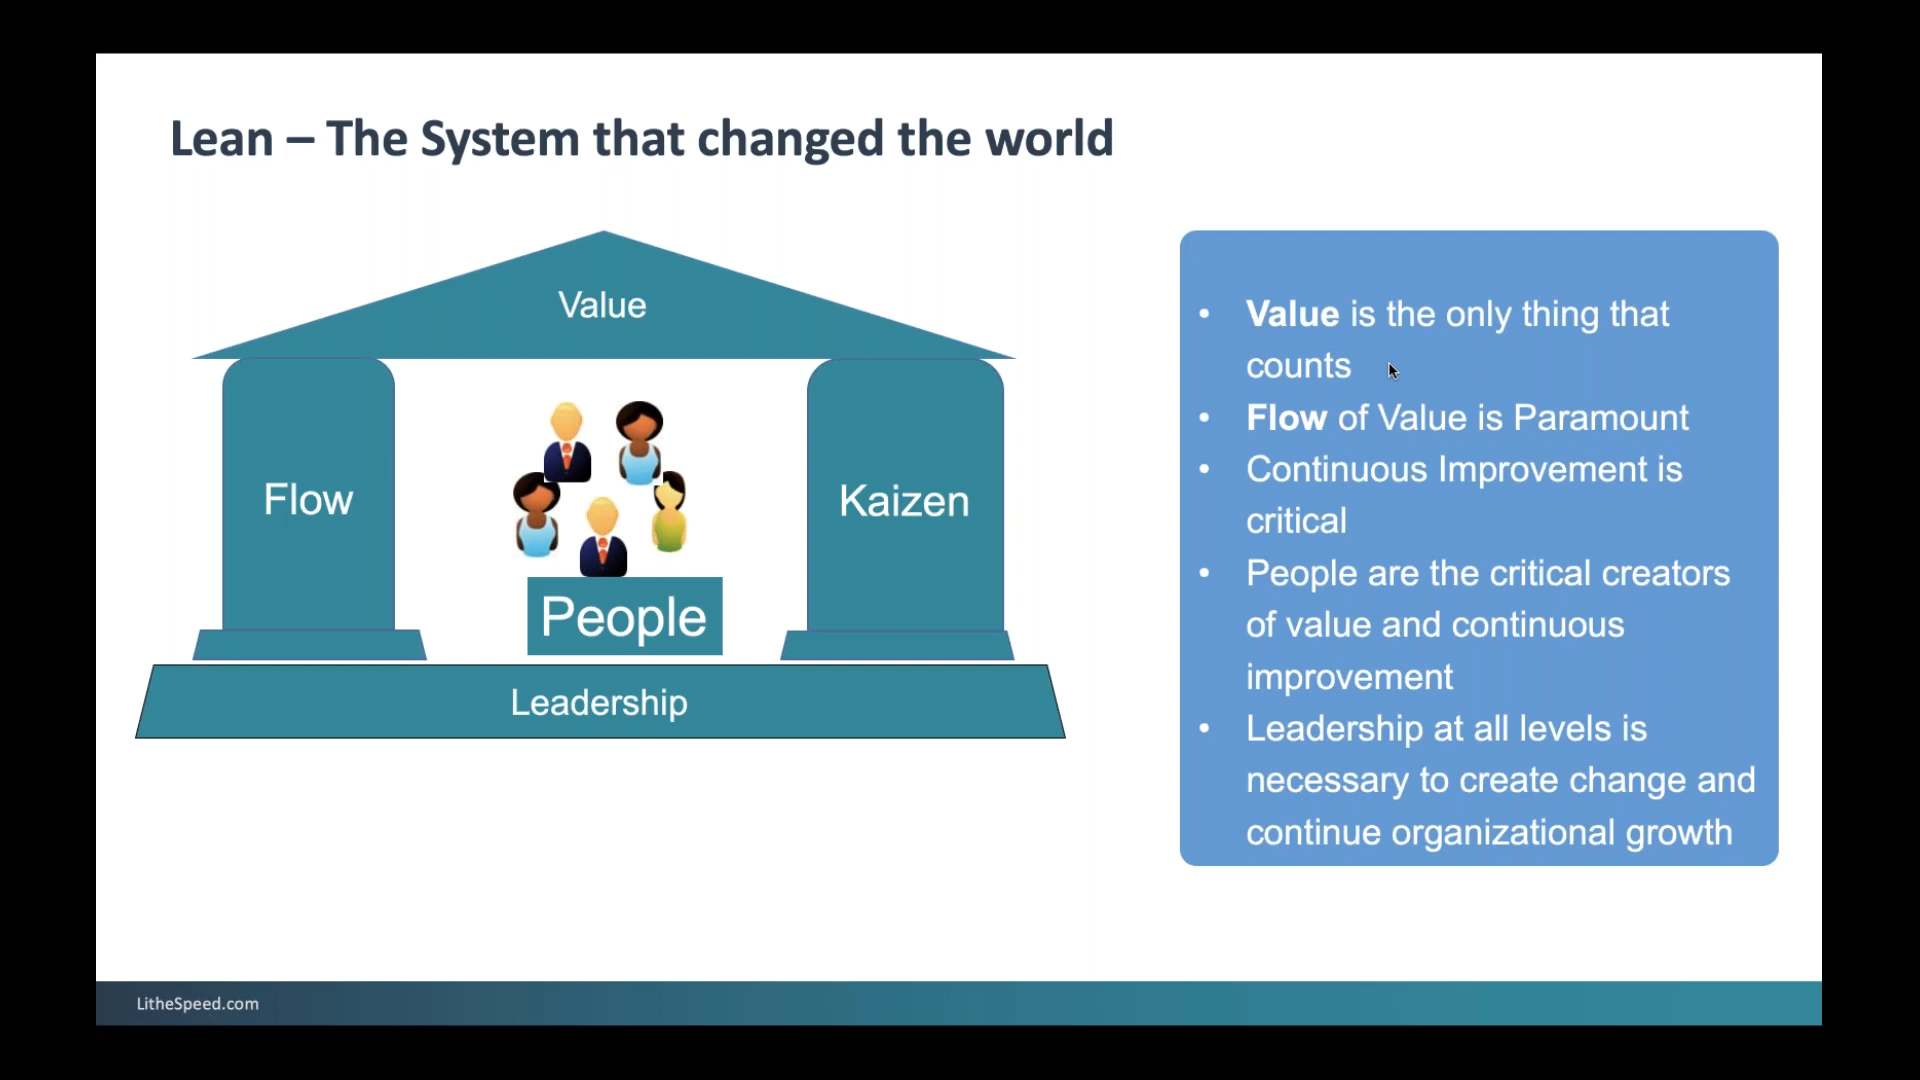 Lean – The System that changed the world
Value
Flow
Kaizen
People
Leadership
• Value is the only thing that
counts
• Flow of Value is Paramount
• Continuous Improvement is
critical
• People are the critical creators
of value and continuous
improvement
• Leadership at all levels is
necessary to create change and
continue organizational growth
LitheSpeed.com